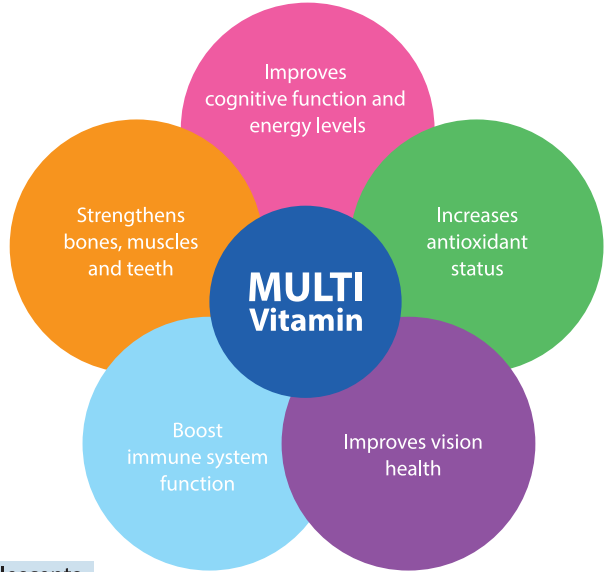 Improves
cognitive function and
energy levels
Strengthens
bones, muscles
and teeth
Increases
antioxidant
status
MULTI
Vitamin
Boost
immune system
function
Improves vision
health